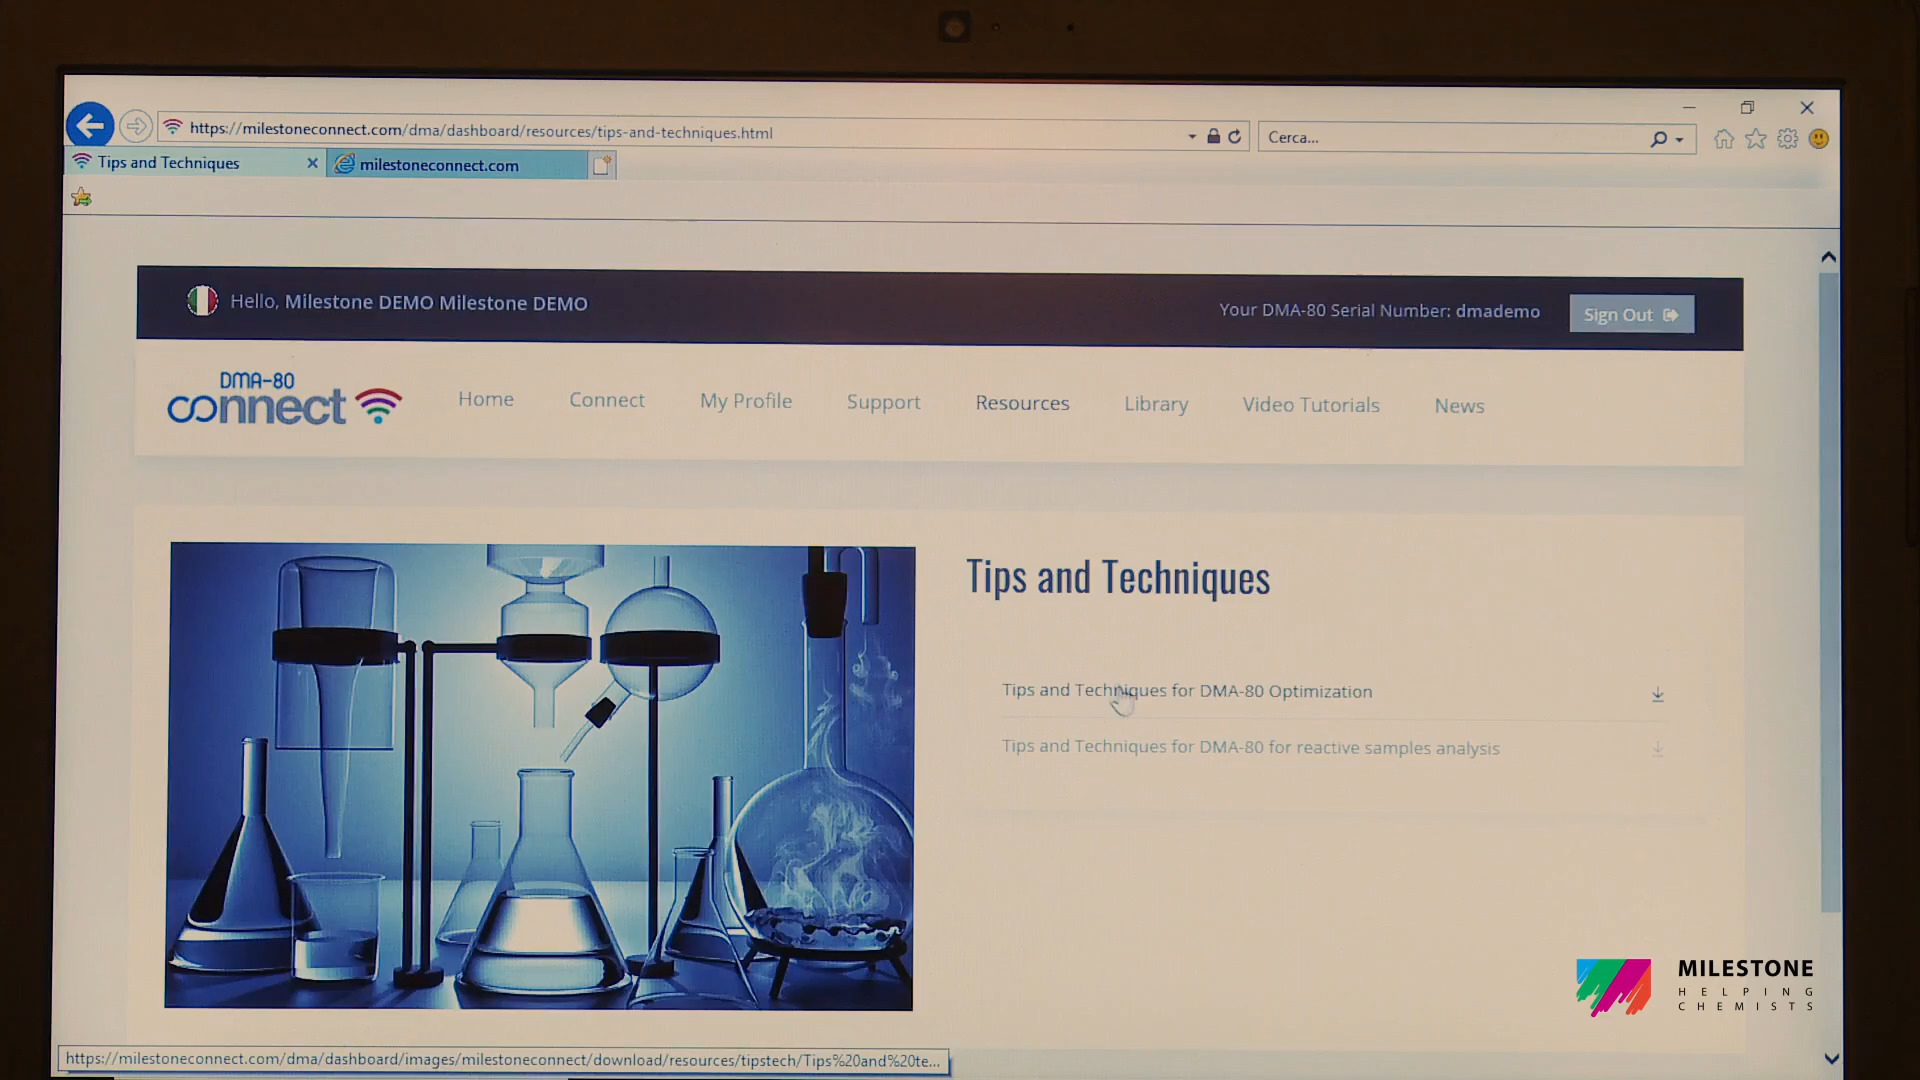 https://milestoneconnect.com/dma/dashboard/resources/tips-and-techniques.html
Cerca...
Tips and Techniques
milestoneconnect.com
Hello, Milestone DEMO Milestone DEMO
Your DMA-80 Serial Number: dmademo
Sign Out
DMA-80
connect
Home
Connect
My Profile
Support
Resources
Library
Video Tutorials
News
Tips and Techniques
Tips and Techniques for DMA-80 Optimization
Tips and Techniques for DMA-80 for reactive samples analysis
MILESTONE
HELPING
CHEMISTS
https://milestoneconnect.com/dma/dashboard/images/milestoneconnect/download/resources/tipstech/Tips%20and%20te...